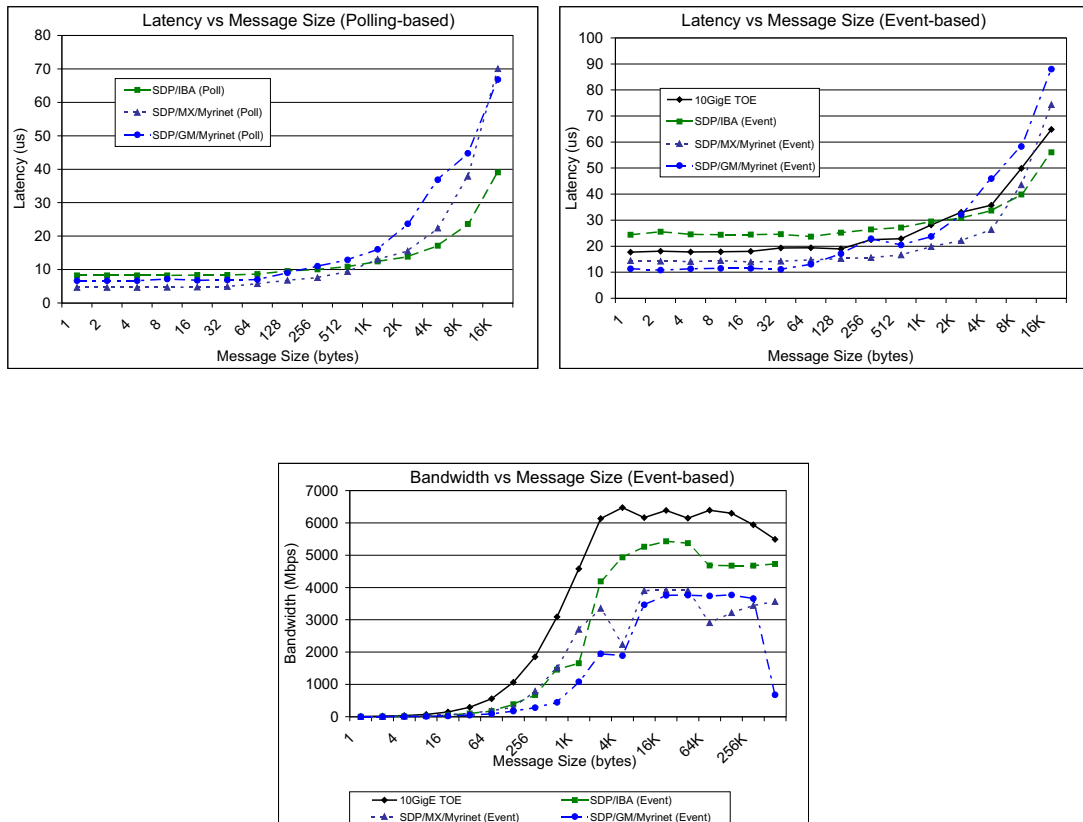 Latency vs Message Size (Polling-based)
80
70
60
50
40
30
20
10
0
Latency (us)
SDP/IBA (Poll)
SDP/MX/Myrinet (Poll)
SDP/GM/Myrinet (Poll)
1 2 4 8 16 32 64 128 256 512 1K 2K 4K 8K 16K
Message Size (bytes)
Latency vs Message Size (Event-based)
100
90
80
70
60
50
40
30
20
10
0
Latency (us)
10GigE TOE
SDP/IBA (Event)
SDP/MX/Myrinet (Event)
SDP/GM/Myrinet (Event)
1 2 4 8 16 32 64 128 256 512 1K 2K 4K 8K 16K
Message Size (bytes)
Bandwidth vs Message Size (Event-based)
7000
6000
5000
4000
3000
2000
1000
0
Bandwidth (Mbps)
1 4 16 64 256 1K 4K 16K 64K 256K
Message Size (bytes)
10GigE TOE SDP/IBA (Event)
SDP/MX/Myrinet (Event) SDP/GM/Myrinet (Event)